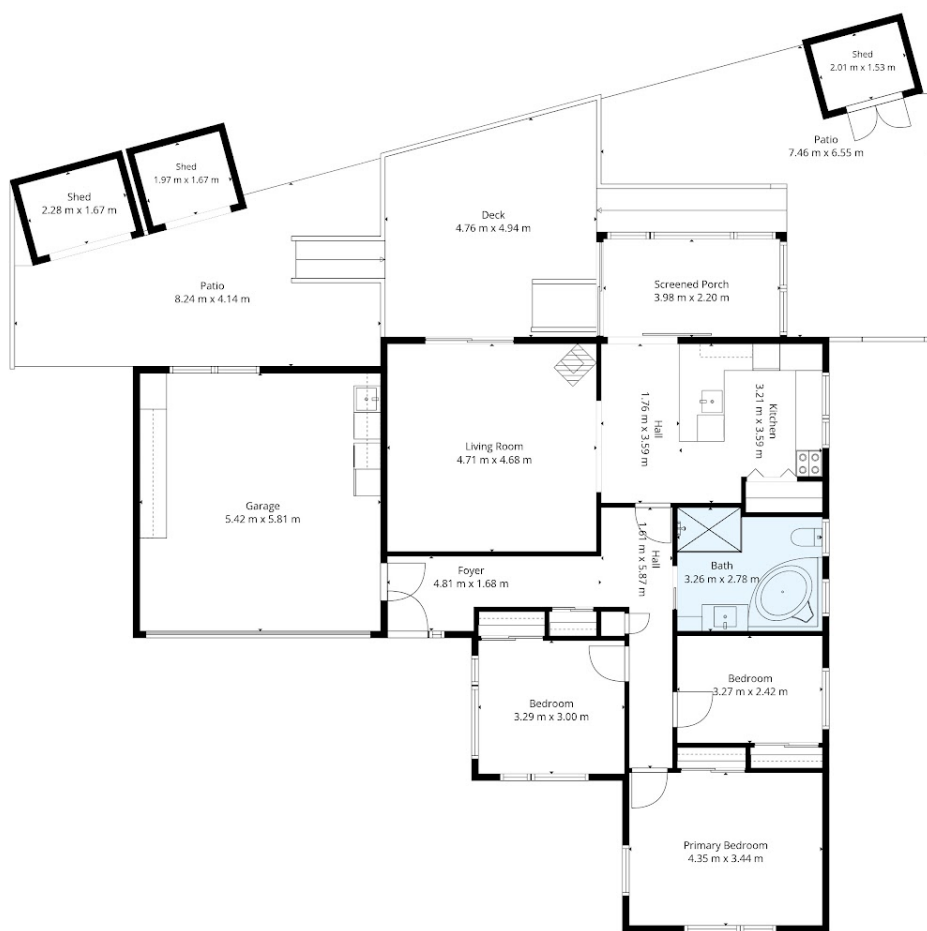 Shed
2.01 m x 1.53 m
Patio
7.46 m x 6.55 m
Shed
1.97 m x 1.67 m
Shed
2.28 m x 1.67 m
Deck
4.76 m x 4.94 m
Patio
8.24 m x 4.14 m
Screened Porch
3.98 m x 2.20 m
Living Room
4.71 m x 4.68 m
Hall
1.76 m x 3.59 m
Kitchen
3.21 m x 3.59 m
Garage
5.42 m x 5.81 m
Foyer
4.81 m x 1.68 m
Hall
1.61 m x 5.87 m
Bath
3.26 m x 2.78 m
Bedroom
3.29 m x 3.00 m
Bedroom
3.27 m x 2.42 m
Primary Bedroom
4.35 m x 3.44 m